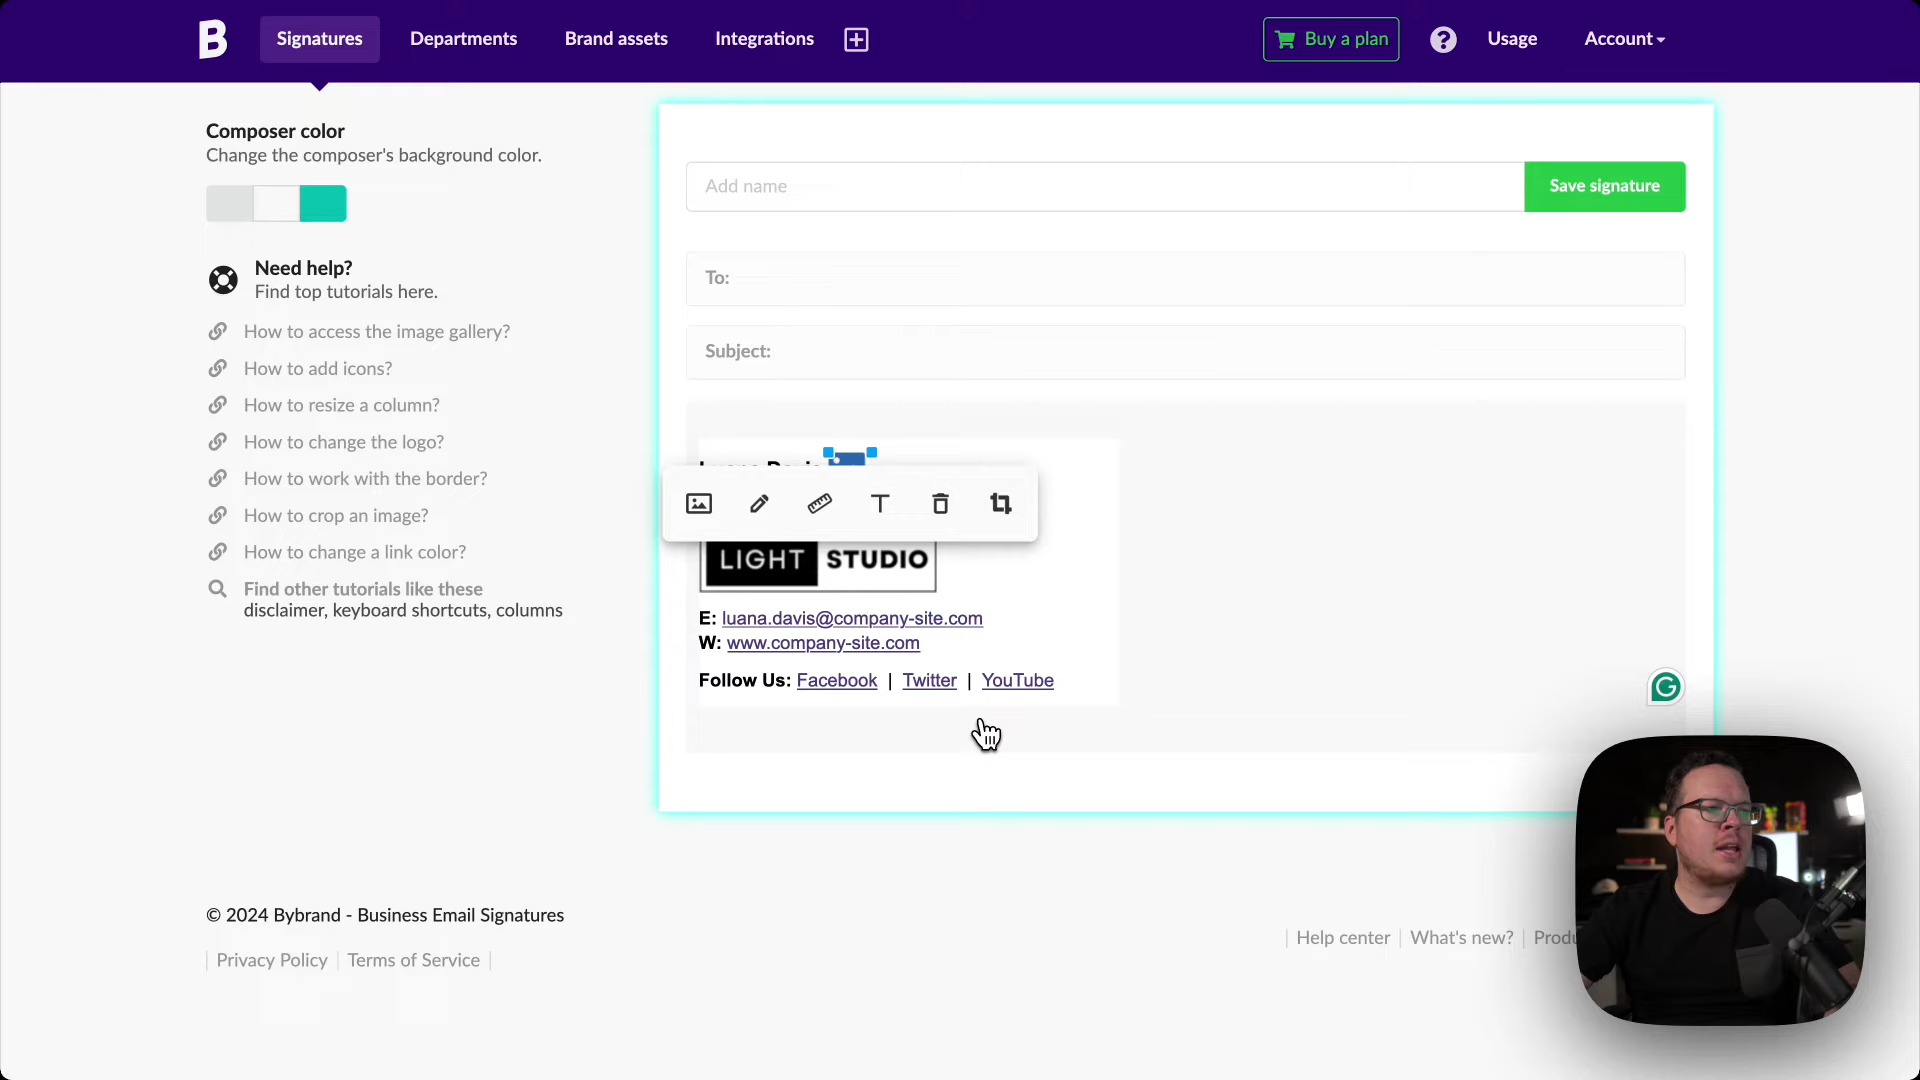 B Signatures Departments Brand assets Integrations Buy a plan ? Usage Account
Composer color
Change the composer's background color.
Need help?
Find top tutorials here.
How to access the image gallery?
How to add icons?
How to resize a column?
How to change the logo?
How to work with the border?
How to crop an image?
How to change a link color?
Find other tutorials like these
disclaimer, keyboard shortcuts, columns
Add name
Save signature
To:
Subject:
T
LIGHT STUDIO
E: luana.davis@company-site.com
W: www.company-site.com
Follow Us: Facebook | Twitter | YouTube
G
© 2024 Bybrand - Business Email Signatures
Privacy Policy | Terms of Service
Help center | What's new? | Produ